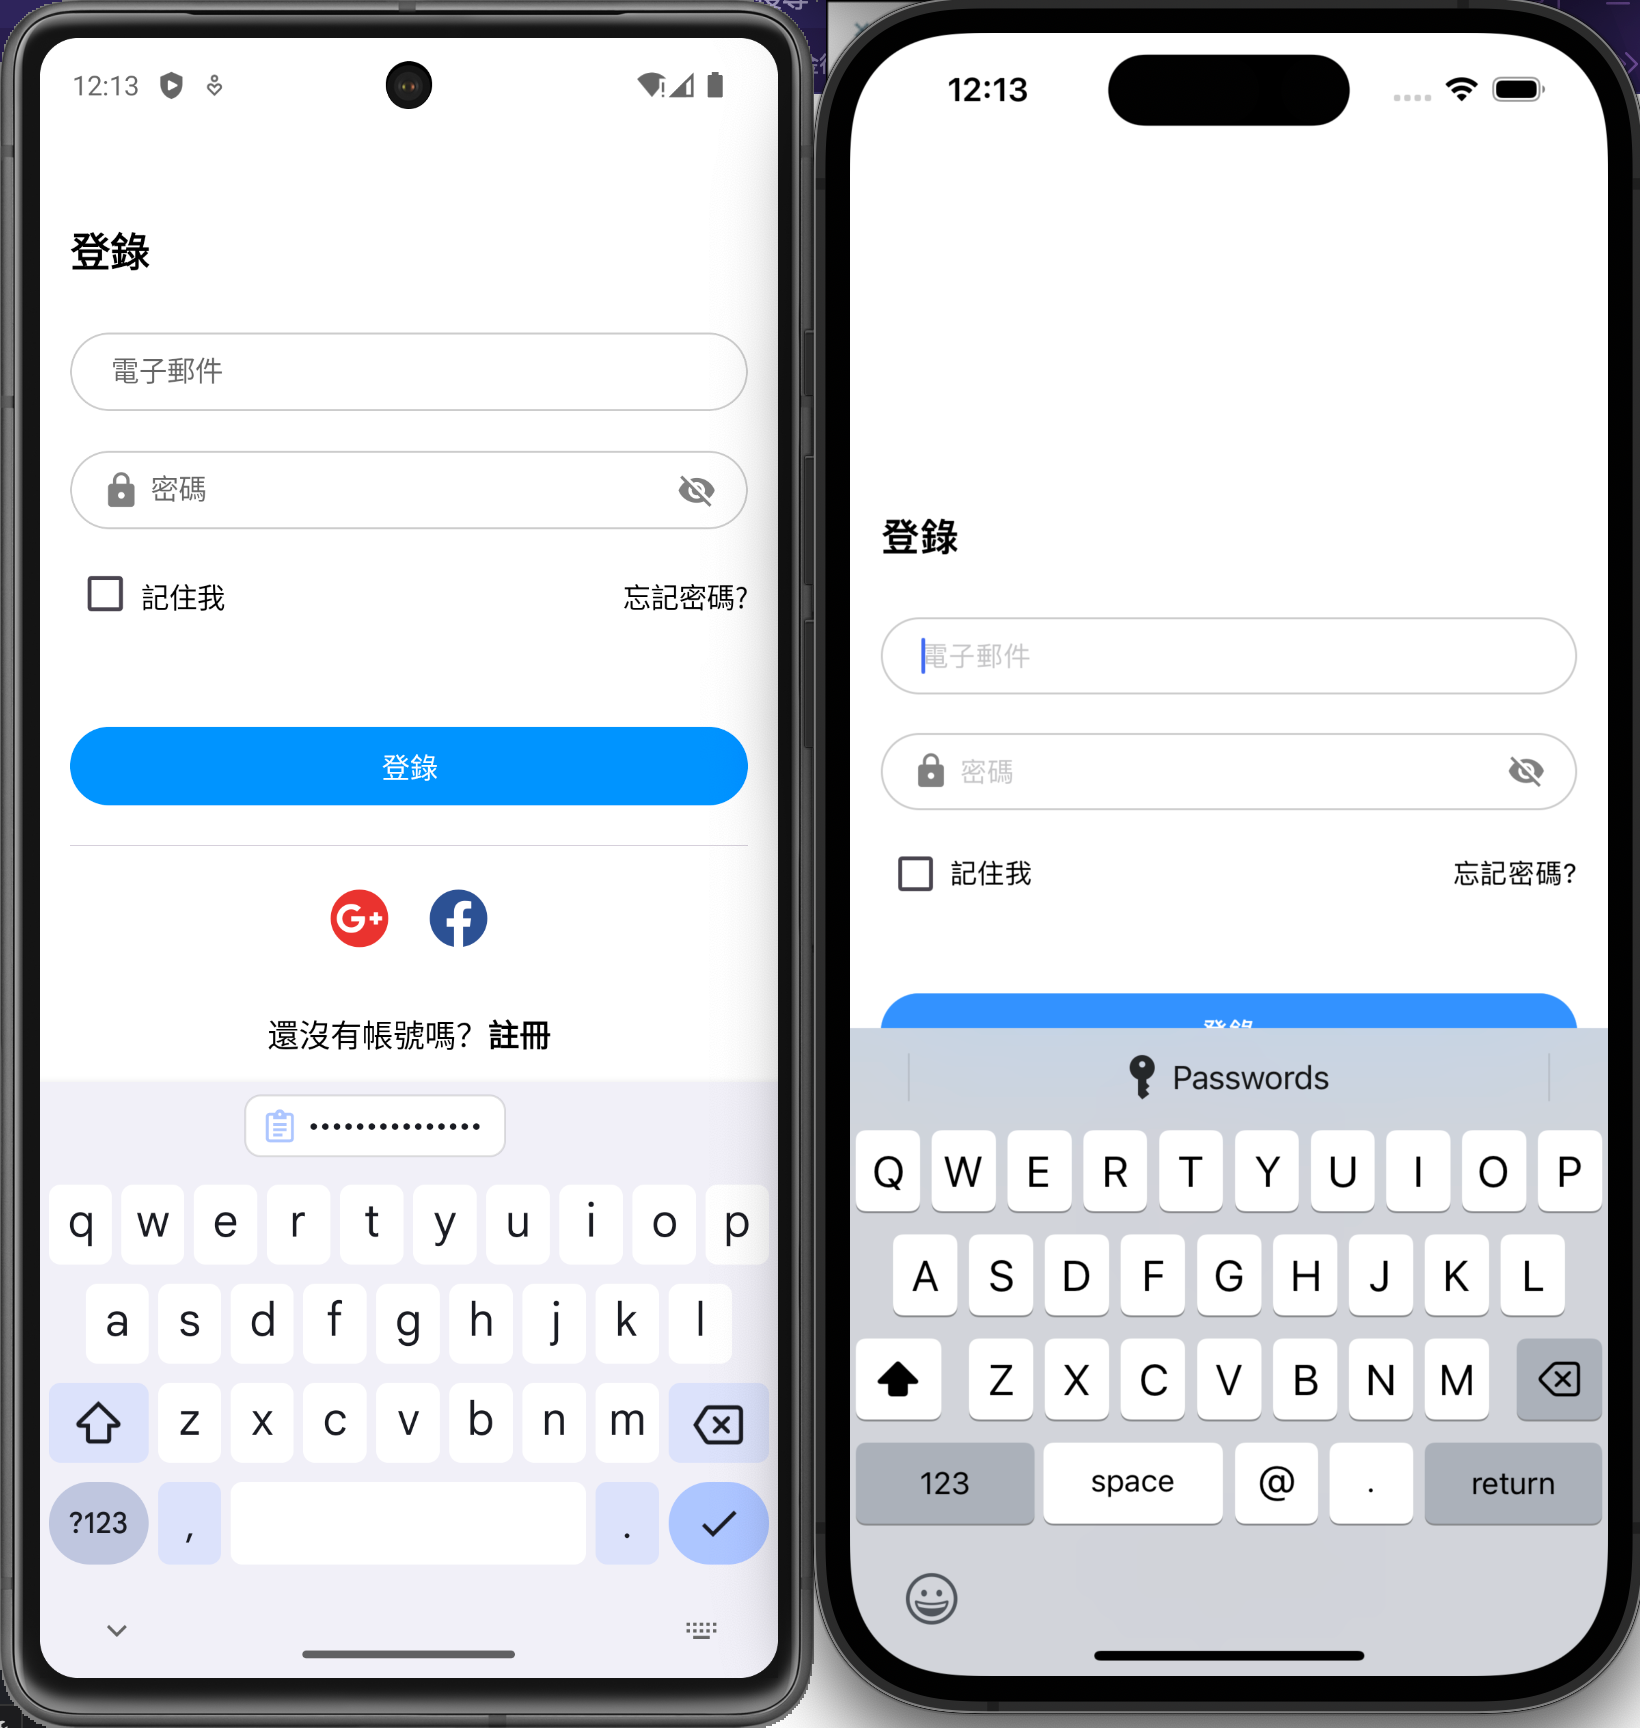 12:13
登錄
電子郵件
密碼
記住我
忘記密碼?
登錄
G+
還沒有帳號嗎? 註冊
•••••••••••••••
q w e r t y u i o p
a s d f g h j k l
z x c v b n m
?123 , .
12:13
登錄
電子郵件
密碼
記住我
忘記密碼?
登錄
Passwords
Q W E R T Y U I O P
A S D F G H J K L
Z X C V B N M
123 space @ . return